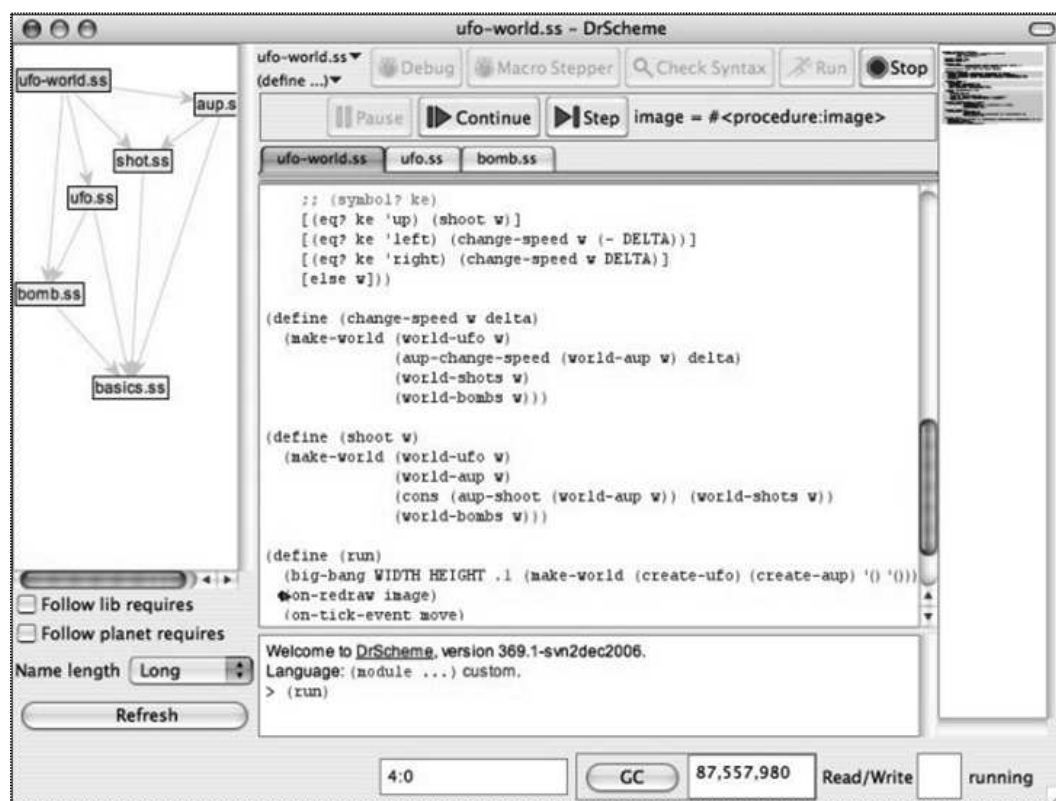 ufo-world.ss - DrScheme
ufo-world.ss
aup.s
shot.ss
ufo.ss
bomb.ss
basics.ss
Follow lib requires
Follow planet requires
Name length Long
Refresh
ufo-world.ss▼
(define ...)▼
Debug Macro Stepper Check Syntax Run Stop
Pause Continue Step image = #<procedure:image>
ufo-world.ss ufo.ss bomb.ss
;; (symbol? ke)
[(eq? ke 'up) (shoot w)]
[(eq? ke 'left) (change-speed w (- DELTA))]
[(eq? ke 'right) (change-speed w DELTA)]
[else w]))
(define (change-speed w delta)
(make-world (world-ufo w)
(aup-change-speed (world-aup w) delta)
(world-shots w)
(world-bombs w)))
(define (shoot w)
(make-world (world-ufo w)
(world-aup w)
(cons (aup-shoot (world-aup w)) (world-shots w))
(world-bombs w)))
(define (run)
(big-bang WIDTH HEIGHT .1 (make-world (create-ufo) (create-aup) '() '()))
on-redraw image)
(on-tick-event move)
Welcome to DrScheme, version 369.1-svn2dec2006.
Language: (module ...) custom.
> (run)
4:0 GC 87,557,980 Read/Write running